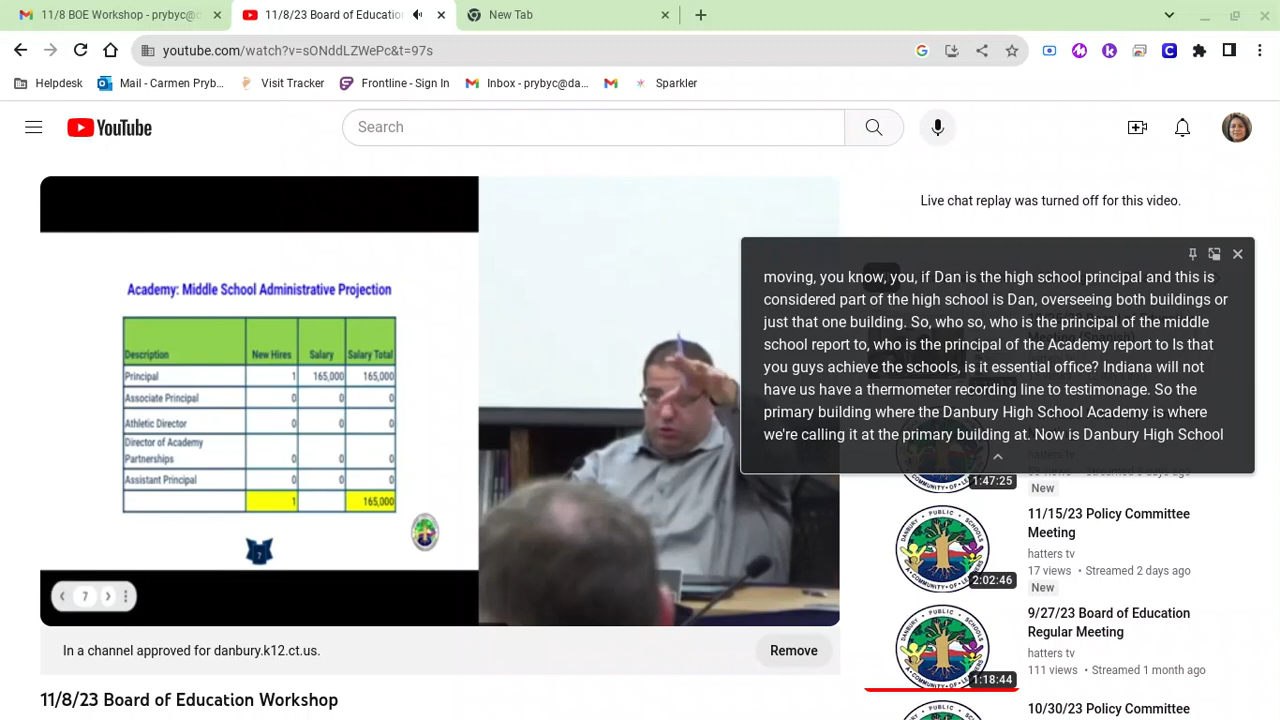 11/8 BOE Workshop - prybyc@d
11/8/23 Board of Education
New Tab
youtube.com/watch?v=sONddLZWePc&t=97s
Helpdesk
Mail - Carmen Pryb...
Visit Tracker
Frontline - Sign In
Inbox - prybyc@da...
Sparkler
YouTube
Search
Live chat replay was turned off for this video.
Academy: Middle School Administrative Projection
Description New Hires Salary Salary Total
Principal 1 165,000 165,000
Associate Principal 0 0
Athletic Director 0 0
Director of Academy
Partnerships 0 0
Assistant Principal 0 0
1 165,000
7
7
moving, you know, you, if Dan is the high school principal and this is
considered part of the high school is Dan, overseeing both buildings or
just that one building. So, who so, who is the principal of the middle
school report to, who is the principal of the Academy report to Is that
you guys achieve the schools, is it essential office? Indiana will not
have us have a thermometer recording line to testimonage. So the
primary building where the Danbury High School Academy is where
we're calling it at the primary building at. Now is Danbury High School
1:47:25
New
11/15/23 Policy Committee
Meeting
hatters tv
17 views • Streamed 2 days ago
New
2:02:46
9/27/23 Board of Education
Regular Meeting
hatters tv
111 views • Streamed 1 month ago
1:18:44
10/30/23 Policy Committee
In a channel approved for danbury.k12.ct.us.
Remove
11/8/23 Board of Education Workshop